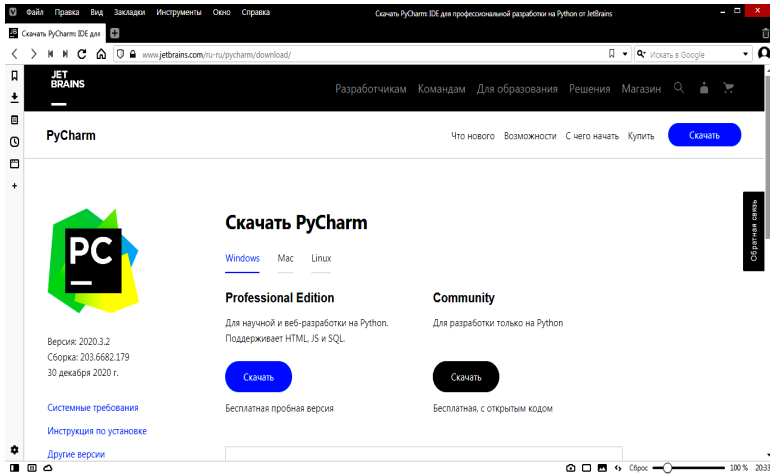 Файл Правка Вид Закладки Инструменты Окно Справка
Скачать PyCharm: IDE для профессиональной разработки на Python от JetBrains
JB Скачать PyCharm: IDE для
www.jetbrains.com/ru-ru/pycharm/download/
Искать в Google
JET
BRAINS
Разработчикам Командам Для образования Решения Магазин
PyCharm
Что нового Возможности С чего начать Купить Скачать
Обратная связь
PC
Скачать PyCharm
Windows Mac Linux
Professional Edition
Для научной и веб-разработки на Python.
Поддерживает HTML, JS и SQL.
Скачать
Бесплатная пробная версия
Community
Для разработки только на Python
Скачать
Бесплатная, с открытым кодом
Версия: 2020.3.2
Сборка: 203.6682.179
30 декабря 2020 г.
Системные требования
Инструкция по установке
Другие версии
Сброс 100 % 20:33